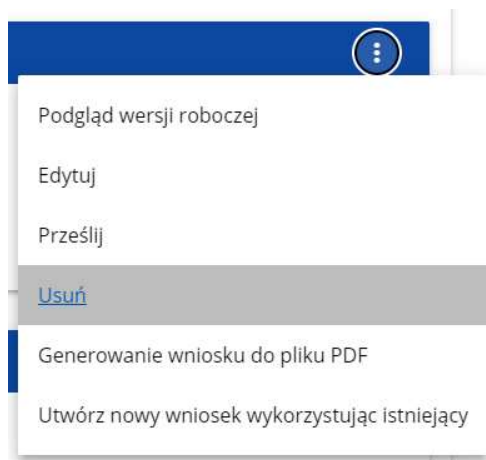 Podgląd wersji roboczej
Edytuj
Prześlij
Usuń
Generowanie wniosku do pliku PDF
Utwórz nowy wniosek wykorzystując istniejący